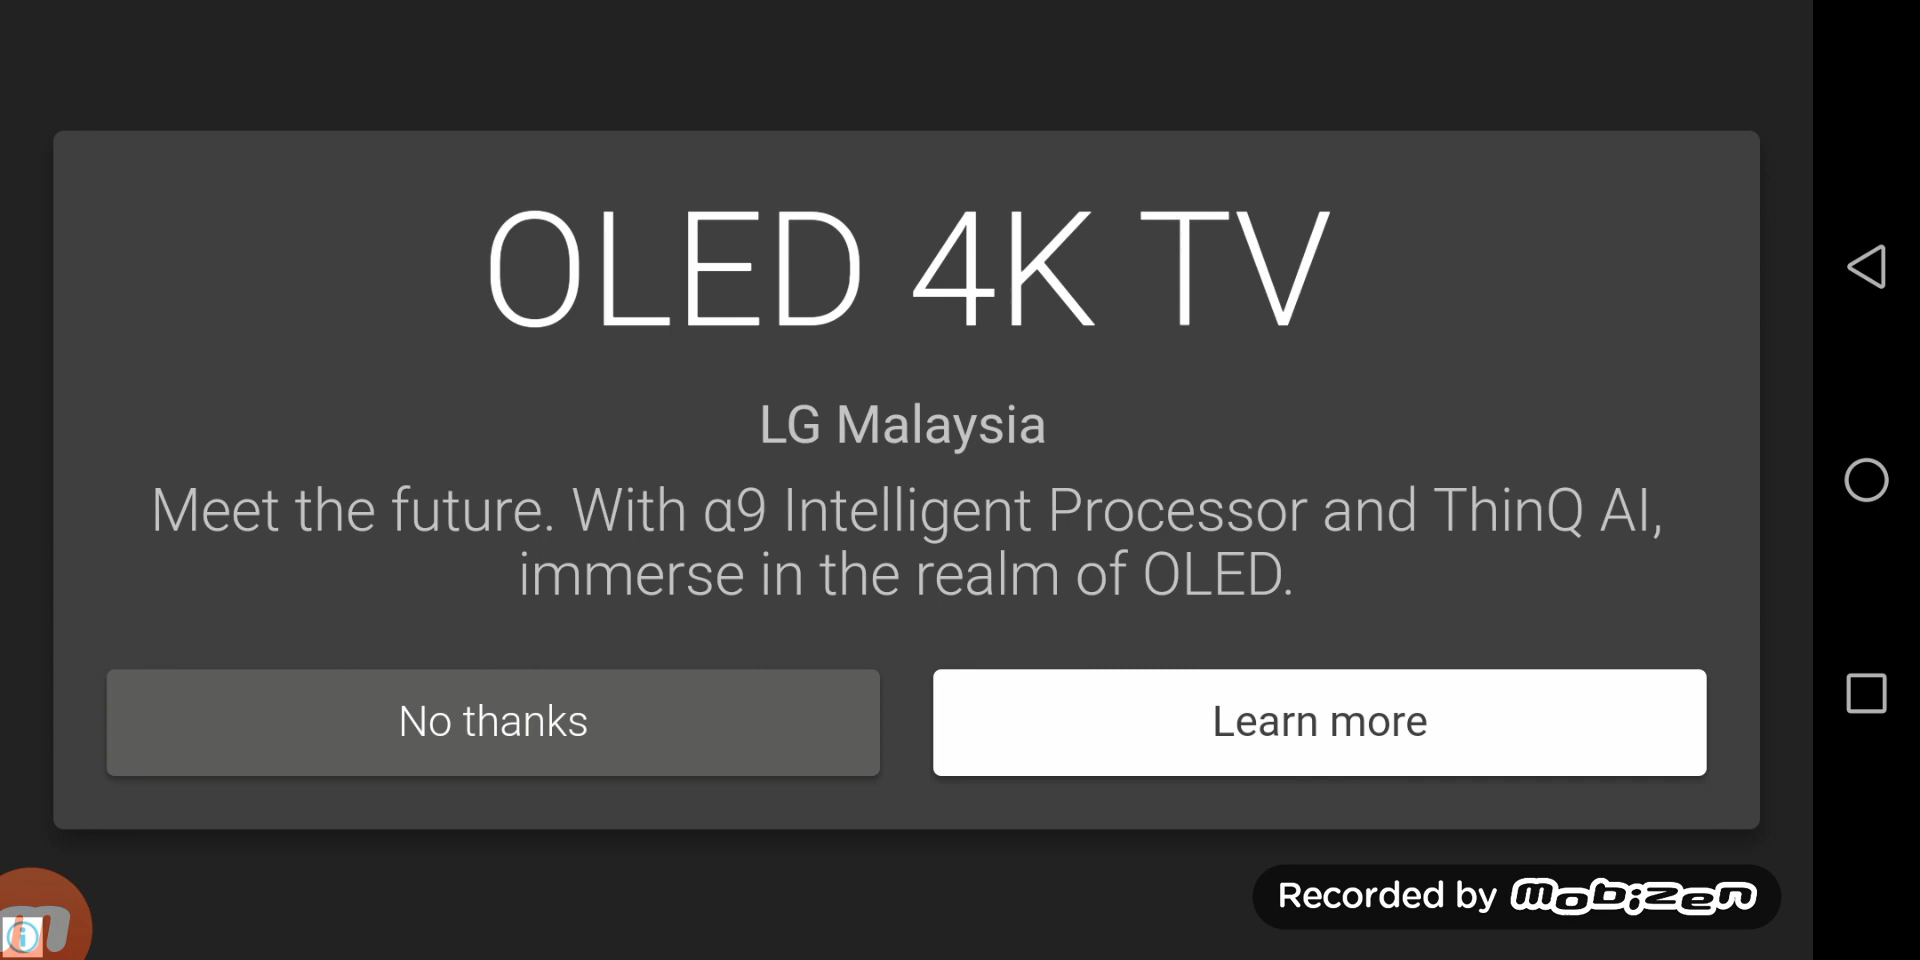 OLED 4K TV
LG Malaysia
Meet the future. With α9 Intelligent Processor and ThinQ AI,
immerse in the realm of OLED.
No thanks
Learn more
Recorded by mobizen